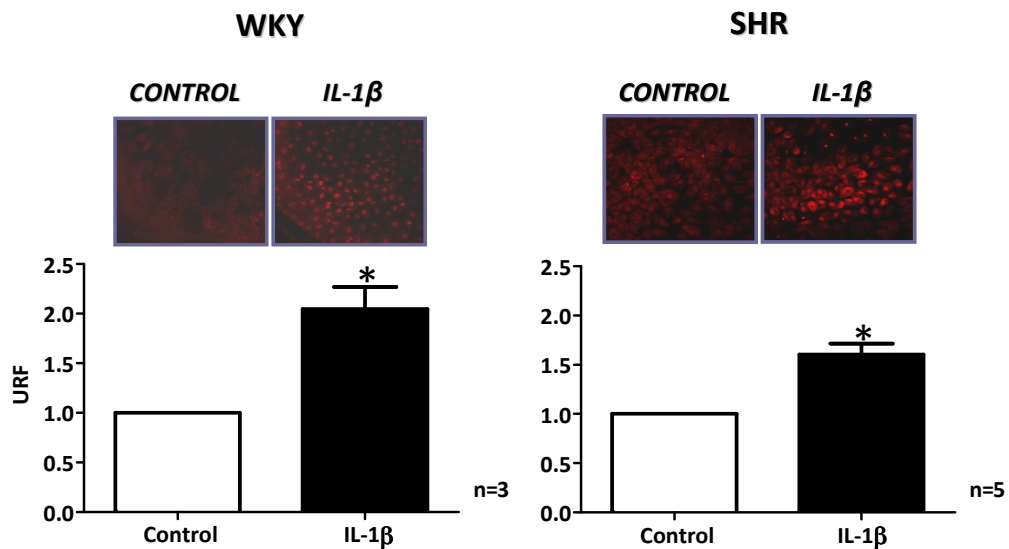 WKY
SHR
CONTROL IL-1β
CONTROL IL-1β
URF
2.5
2.0
1.5
1.0
0.5
0.0
*
Control
IL-1β
n=3
2.5
2.0
1.5
1.0
0.5
0.0
*
Control
IL-1β
n=5